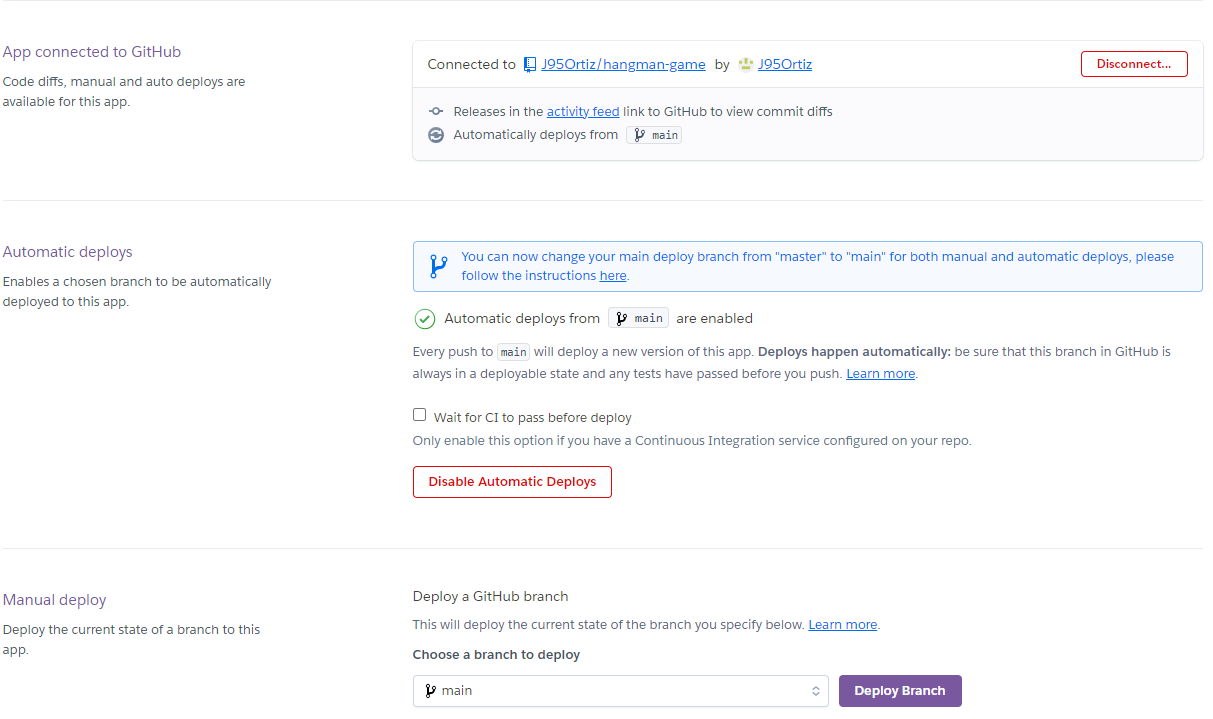 App connected to GitHub
Code diffs, manual and auto deploys are
available for this app.
Connected to J95Ortiz/hangman-game by J95Ortiz
Disconnect...
Releases in the activity feed link to GitHub to view commit diffs
Automatically deploys from main
Automatic deploys
Enables a chosen branch to be automatically
deployed to this app.
You can now change your main deploy branch from "master" to "main" for both manual and automatic deploys, please
follow the instructions here.
Automatic deploys from main are enabled
Every push to main will deploy a new version of this app. Deploys happen automatically: be sure that this branch in GitHub is
always in a deployable state and any tests have passed before you push. Learn more.
Wait for CI to pass before deploy
Only enable this option if you have a Continuous Integration service configured on your repo.
Disable Automatic Deploys
Manual deploy
Deploy the current state of a branch to this
app.
Deploy a GitHub branch
This will deploy the current state of the branch you specify below. Learn more.
Choose a branch to deploy
main
Deploy Branch